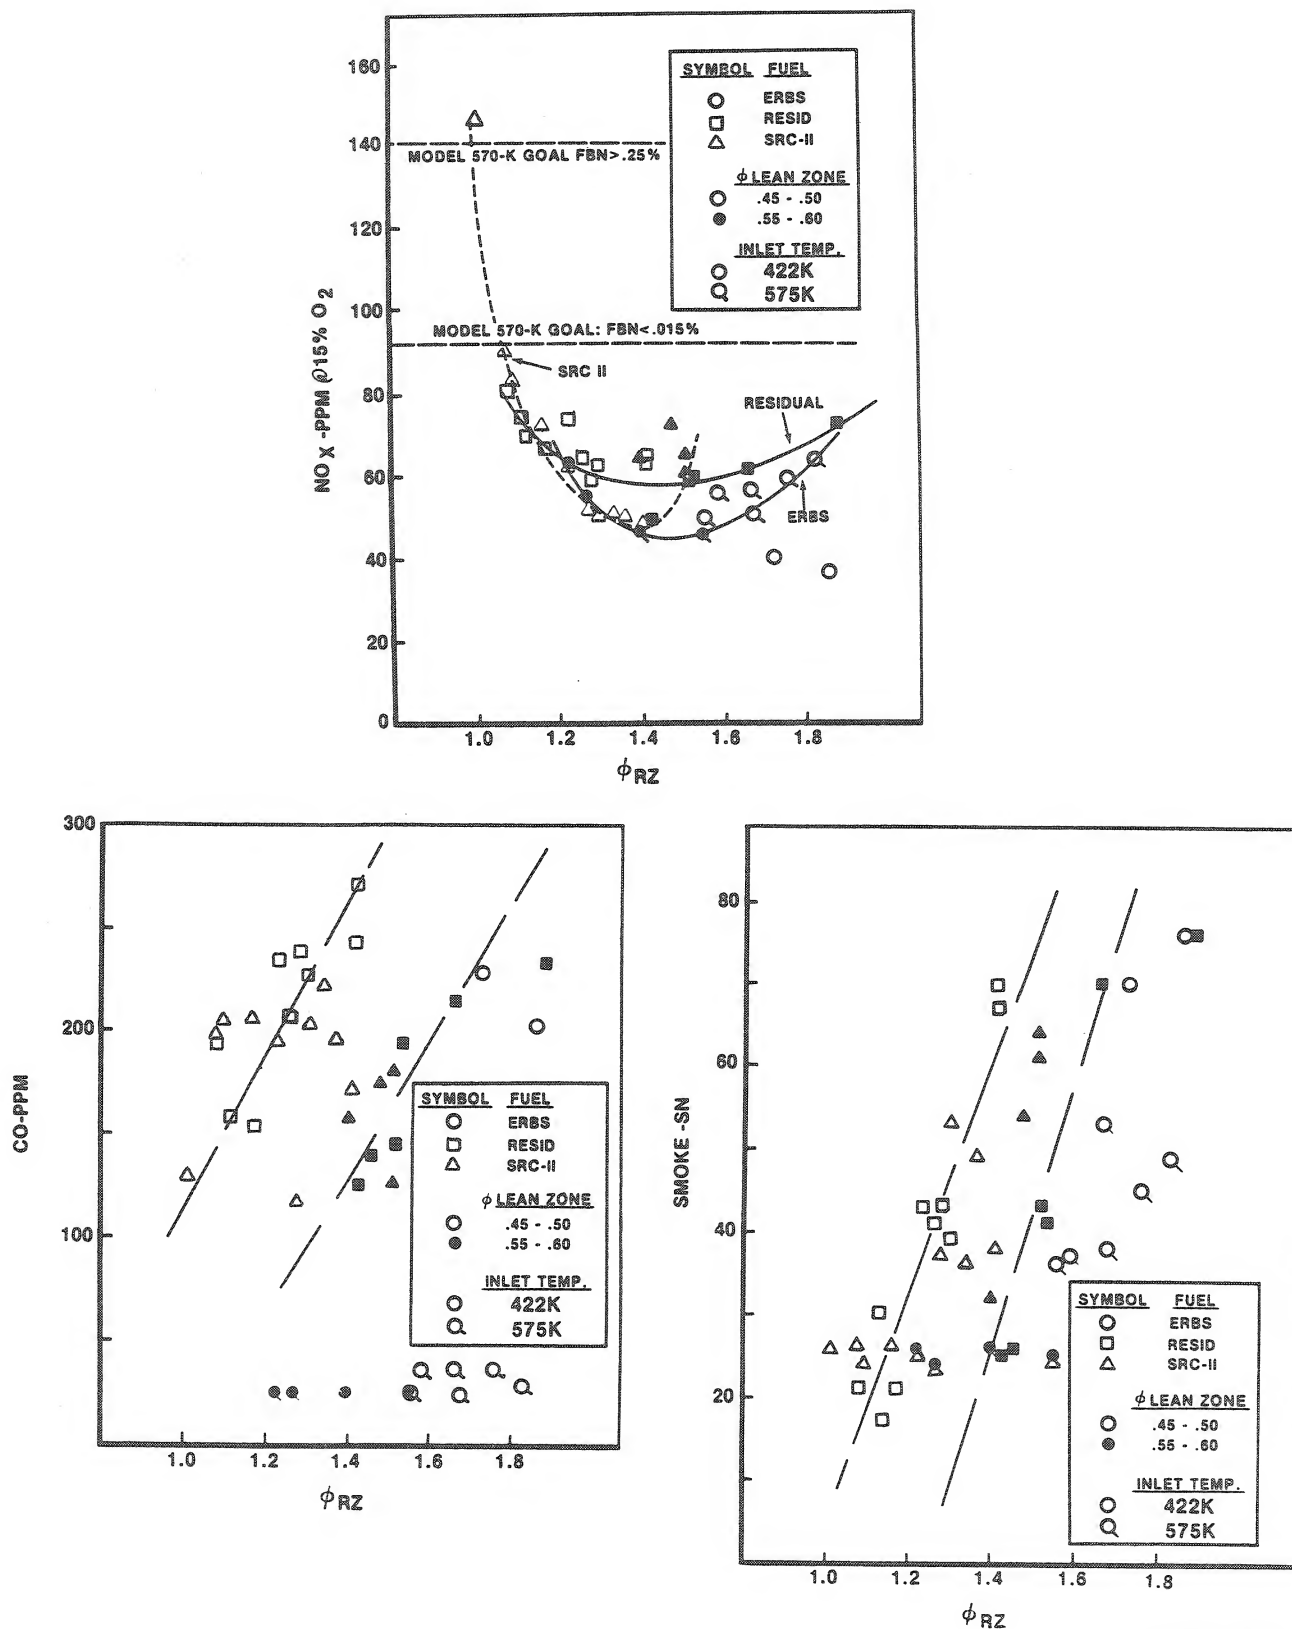 160
140
120
100
80
60
40
20
0
NOX -PPM @15% O2
1.0 1.2 1.4 1.6 1.8
ϕRZ
MODEL 570-K GOAL FBN>.25%
MODEL 570-K GOAL: FBN<.015%
SRC II
RESIDUAL
ERBS
SYMBOL FUEL
ERBS
RESID
SRC-II
ϕ LEAN ZONE
.45 - .50
.55 - .60
INLET TEMP.
422K
575K
300
200
100
CO-PPM
1.0 1.2 1.4 1.6 1.8
ϕRZ
SYMBOL FUEL
ERBS
RESID
SRC-II
ϕ LEAN ZONE
.45 - .50
.55 - .60
INLET TEMP.
422K
575K
80
60
40
20
SMOKE -SN
1.0 1.2 1.4 1.6 1.8
ϕRZ
SYMBOL FUEL
ERBS
RESID
SRC-II
ϕ LEAN ZONE
.45 - .50
.55 - .60
INLET TEMP.
422K
575K